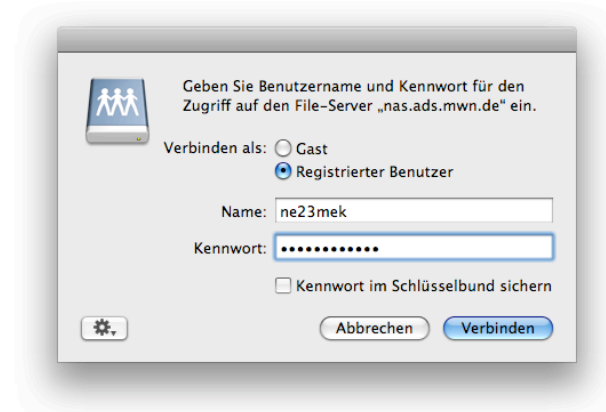 Geben Sie Benutzername und Kennwort für den
Zugriff auf den File-Server „nas.ads.mwn.de“ ein.
Verbinden als: Gast
Registrierter Benutzer
Name: ne23mek
Kennwort: ••••••••••••
Kennwort im Schlüsselbund sichern
Abbrechen Verbinden